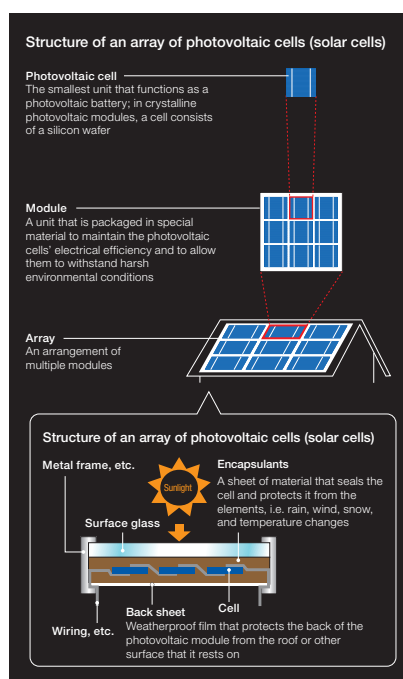 Structure of an array of photovoltaic cells (solar cells)
Photovoltaic cell
The smallest unit that functions as a
photovoltaic battery; in crystalline
photovoltaic modules, a cell consists
of a silicon wafer
Module
A unit that is packaged in special
material to maintain the photovoltaic
cells' electrical efficiency and to allow
them to withstand harsh
environmental conditions
Array
An arrangement of
multiple modules
Structure of an array of photovoltaic cells (solar cells)
Metal frame, etc.
Sunlight
Encapsulants
A sheet of material that seals the
cell and protects it from the
elements, i.e. rain, wind, snow,
and temperature changes
Surface glass
Wiring, etc.
Back sheet
Cell
Weatherproof film that protects the back of the
photovoltaic module from the roof or other
surface that it rests on